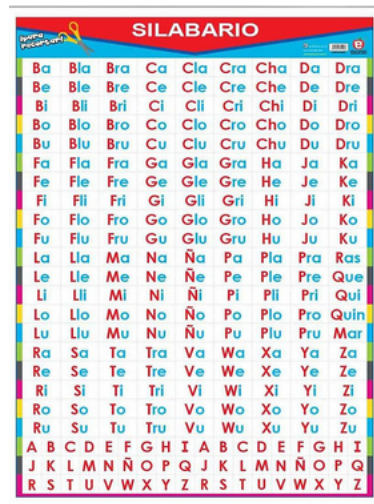 ¡para recortar!
SILABARIO
Ba Bla Bra Ca Cla Cra Cha Da Dra
Be Ble Bre Ce Cle Cre Che De Dre
Bi Bli Bri Ci Cli Cri Chi Di Dri
Bo Blo Bro Co Clo Cro Cho Do Dro
Bu Blu Bru Cu Clu Cru Chu Du Dru
Fa Fla Fra Ga Gla Gra Ha Ja Ka
Fe Fle Fre Ge Gle Gre He Je Ke
Fi Fli Fri Gi Gli Gri Hi Ji Ki
Fo Flo Fro Go Glo Gro Ho Jo Ko
Fu Flu Fru Gu Glu Gru Hu Ju Ku
La Lla Ma Na Ña Pa Pla Pra Ras
Le Lle Me Ne Ñe Pe Ple Pre Que
Li Lli Mi Ni Ñi Pi Pli Pri Qui
Lo Llo Mo No Ño Po Plo Pro Quin
Lu Llu Mu Nu Ñu Pu Plu Pru Mar
Ra Sa Ta Tra Va Wa Xa Ya Za
Re Se Te Tre Ve We Xe Ye Ze
Ri Si Ti Tri Vi Wi Xi Yi Zi
Ro So To Tro Vo Wo Xo Yo Zo
Ru Su Tu Tru Vu Wu Xu Yu Zu
A B C D E F G H I A B C D E F G H I
J K L M N Ñ O P Q J K L M N Ñ O P Q
R S T U V W X Y Z R S T U V W X Y Z